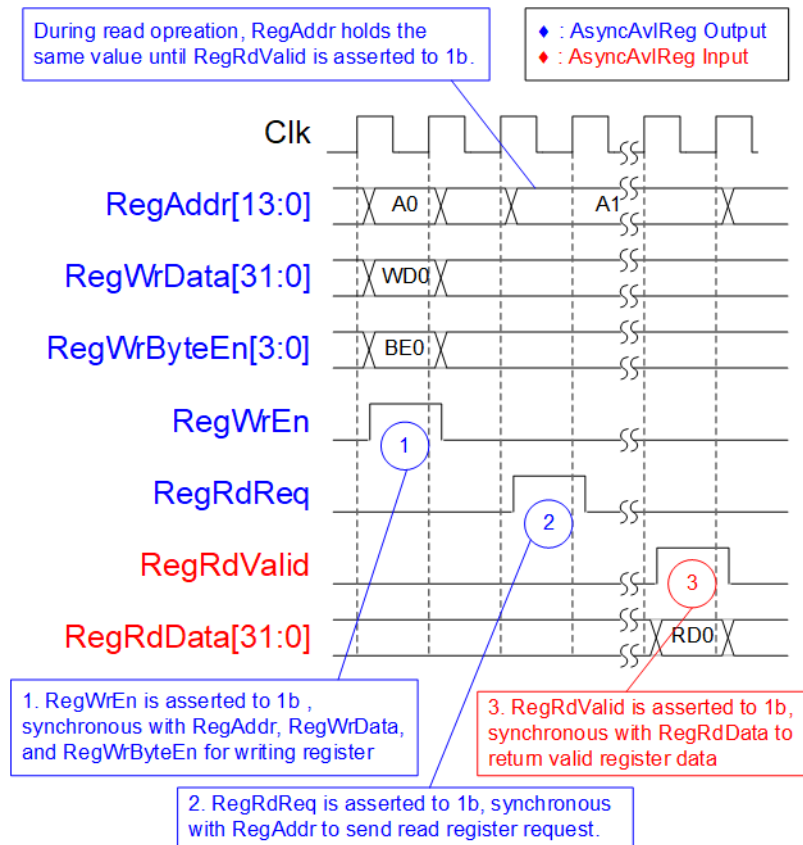 During read opreation, RegAddr holds the
same value until RegRdValid is asserted to 1b.
♦ : AsyncAvlReg Output
♦ : AsyncAvlReg Input
Clk
RegAddr[13:0]
A0
A1
RegWrData[31:0]
WD0
RegWrByteEn[3:0]
BE0
RegWrEn
1
RegRdReq
2
RegRdValid
3
RegRdData[31:0]
RD0
1. RegWrEn is asserted to 1b ,
synchronous with RegAddr, RegWrData,
and RegWrByteEn for writing register
3. RegRdValid is asserted to 1b,
synchronous with RegRdData to
return valid register data
2. RegRdReq is asserted to 1b, synchronous
with RegAddr to send read register request.